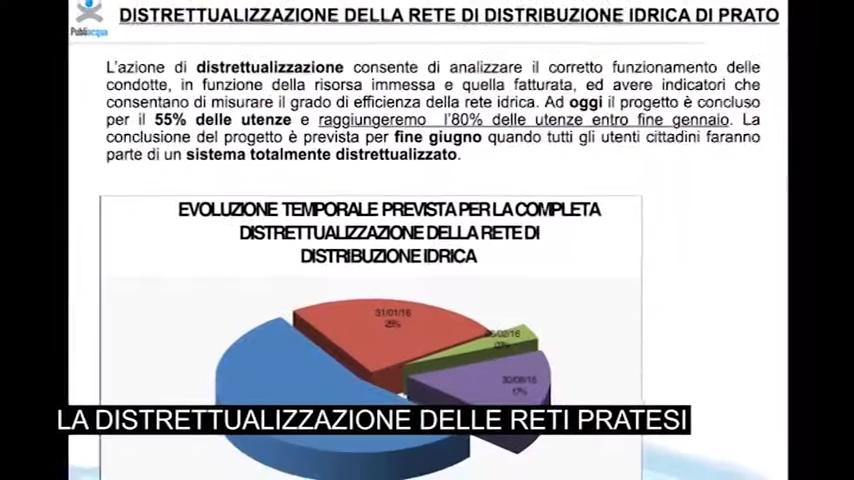 DISTRETTUALIZZAZIONE DELLA RETE DI DISTRIBUZIONE IDRICA DI PRATO
Publiacqua
L'azione di distrettualizzazione consente di analizzare il corretto funzionamento delle
condotte, in funzione della risorsa immessa e quella fatturata, ed avere indicatori che
consentano di misurare il grado di efficienza della rete idrica. Ad oggi il progetto è concluso
per il 55% delle utenze e raggiungeremo l'80% delle utenze entro fine gennaio. La
conclusione del progetto è prevista per fine giugno quando tutti gli utenti cittadini faranno
parte di un sistema totalmente distrettualizzato.
EVOLUZIONE TEMPORALE PREVISTA PER LA COMPLETA
DISTRETTUALIZZAZIONE DELLA RETE DI
DISTRIBUZIONE IDRICA
31/01/16
17%
LA DISTRETTUALIZZAZIONE DELLE RETI PRATESI